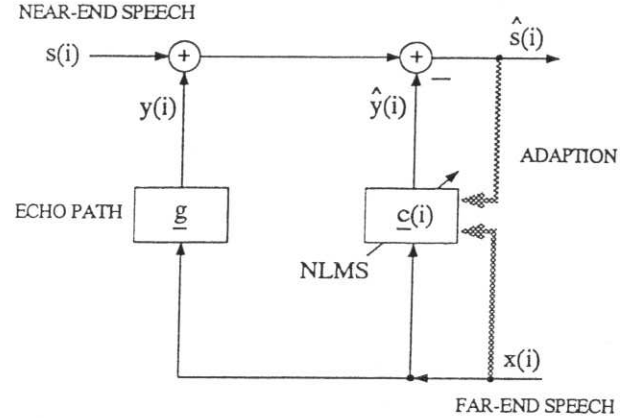 NEAR-END SPEECH
s(i)
+
+
ŝ(i)
−
y(i)
ŷ(i)
ADAPTION
ECHO PATH
g
c(i)
NLMS
x(i)
FAR-END SPEECH